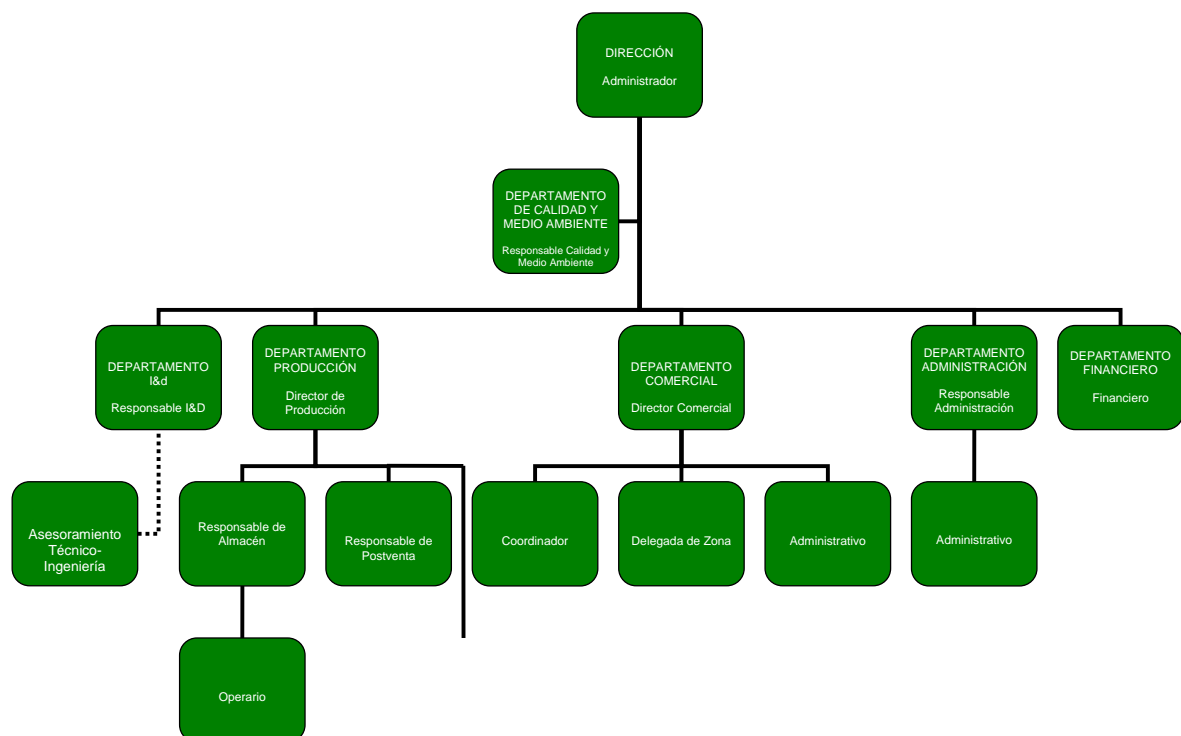 DIRECCIÓN
Administrador
DEPARTAMENTO
DE CALIDAD Y
MEDIO AMBIENTE
Responsable Calidad y
Medio Ambiente
DEPARTAMENTO
I&d
Responsable I&D
DEPARTAMENTO
PRODUCCIÓN
Director de
Producción
DEPARTAMENTO
COMERCIAL
Director Comercial
DEPARTAMENTO
ADMINISTRACIÓN
Responsable
Administración
DEPARTAMENTO
FINANCIERO
Financiero
Asesoramiento
Técnico-
Ingeniería
Responsable de
Almacén
Responsable de
Postventa
Coordinador
Delegada de Zona
Administrativo
Administrativo
Operario